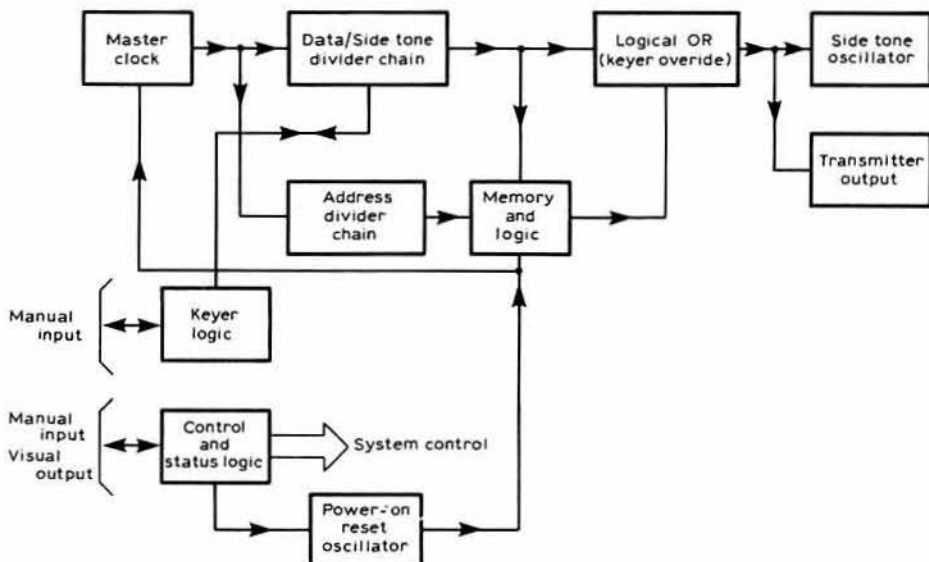 Master
clock
Data/Side tone
divider chain
Logical OR
(keyer overide)
Side tone
oscillator
Transmitter
output
Address
divider
chain
Memory
and
logic
Manual
input
Keyer
logic
Manual
input
Visual
output
Control
and
status logic
System control
Power-on
reset
oscillator